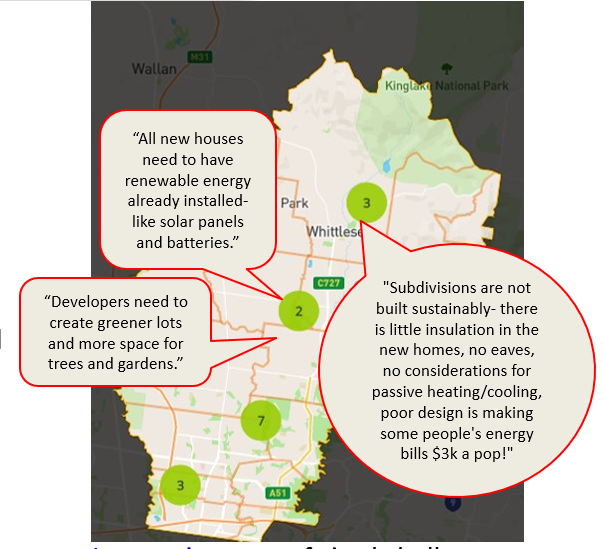 Wallan
M31
Kinglake National Park
“All new houses
need to have
renewable energy
already installed-
like solar panels
and batteries.”
Park
3
Whittlese
C727
2
“Developers need to
create greener lots
and more space for
trees and gardens.”
"Subdivisions are not
built sustainably- there
is little insulation in the
new homes, no eaves,
no considerations for
passive heating/cooling,
poor design is making
some people's energy
bills $3k a pop!"
7
3
A51